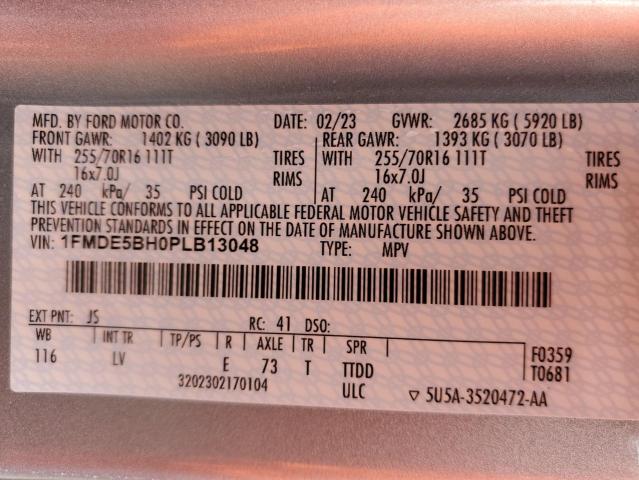 MFD. BY FORD MOTOR CO. DATE: 02/23 GVWR: 2685 KG ( 5920 LB)
FRONT GAWR: 1402 KG ( 3090 LB) REAR GAWR: 1393 KG ( 3070 LB)
WITH 255/70R16 111T TIRES WITH 255/70R16 111T TIRES
16x7.0J RIMS 16x7.0J RIMS
AT 240 kPa/ 35 PSI COLD AT 240 kPa/ 35 PSI COLD
THIS VEHICLE CONFORMS TO ALL APPLICABLE FEDERAL MOTOR VEHICLE SAFETY AND THEFT
PREVENTION STANDARDS IN EFFECT ON THE DATE OF MANUFACTURE SHOWN ABOVE.
VIN: 1FMDE5BH0PLB13048 TYPE: MPV
EXT PNT: JS RC: 41 DSO:
WB INT TR TP/PS R AXLE TR SPR F0359
116 LV E 73 T TTDD T0681
3202302170104 ULC ▽ 5U5A-3520472-AA